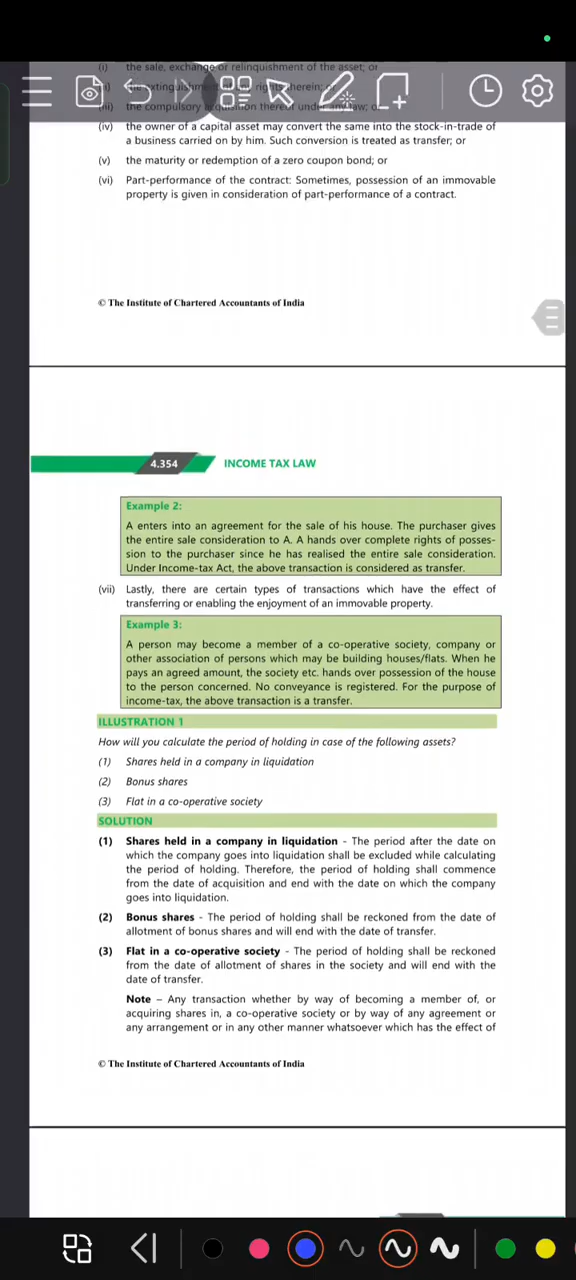 (i) the sale, exchange or relinquishment of the asset; or
(iii) the compulsory acquisition thereof under any law; or
(iv) the owner of a capital asset may convert the same into the stock-in-trade of
a business carried on by him. Such conversion is treated as transfer; or
(v) the maturity or redemption of a zero coupon bond; or
(vi) Part-performance of the contract: Sometimes, possession of an immovable
property is given in consideration of part-performance of a contract.
© The Institute of Chartered Accountants of India
4.354 INCOME TAX LAW
Example 2:
A enters into an agreement for the sale of his house. The purchaser gives
the entire sale consideration to A. A hands over complete rights of posses-
sion to the purchaser since he has realised the entire sale consideration.
Under Income-tax Act, the above transaction is considered as transfer.
(vii) Lastly, there are certain types of transactions which have the effect of
transferring or enabling the enjoyment of an immovable property.
Example 3:
A person may become a member of a co-operative society, company or
other association of persons which may be building houses/flats. When he
pays an agreed amount, the society etc. hands over possession of the house
to the person concerned. No conveyance is registered. For the purpose of
income-tax, the above transaction is a transfer.
ILLUSTRATION 1
How will you calculate the period of holding in case of the following assets?
(1) Shares held in a company in liquidation
(2) Bonus shares
(3) Flat in a co-operative society
SOLUTION
(1) Shares held in a company in liquidation - The period after the date on
which the company goes into liquidation shall be excluded while calculating
the period of holding. Therefore, the period of holding shall commence
from the date of acquisition and end with the date on which the company
goes into liquidation.
(2) Bonus shares - The period of holding shall be reckoned from the date of
allotment of bonus shares and will end with the date of transfer.
(3) Flat in a co-operative society - The period of holding shall be reckoned
from the date of allotment of shares in the society and will end with the
date of transfer.
Note – Any transaction whether by way of becoming a member of, or
acquiring shares in, a co-operative society or by way of any agreement or
any arrangement or in any other manner whatsoever which has the effect of
© The Institute of Chartered Accountants of India